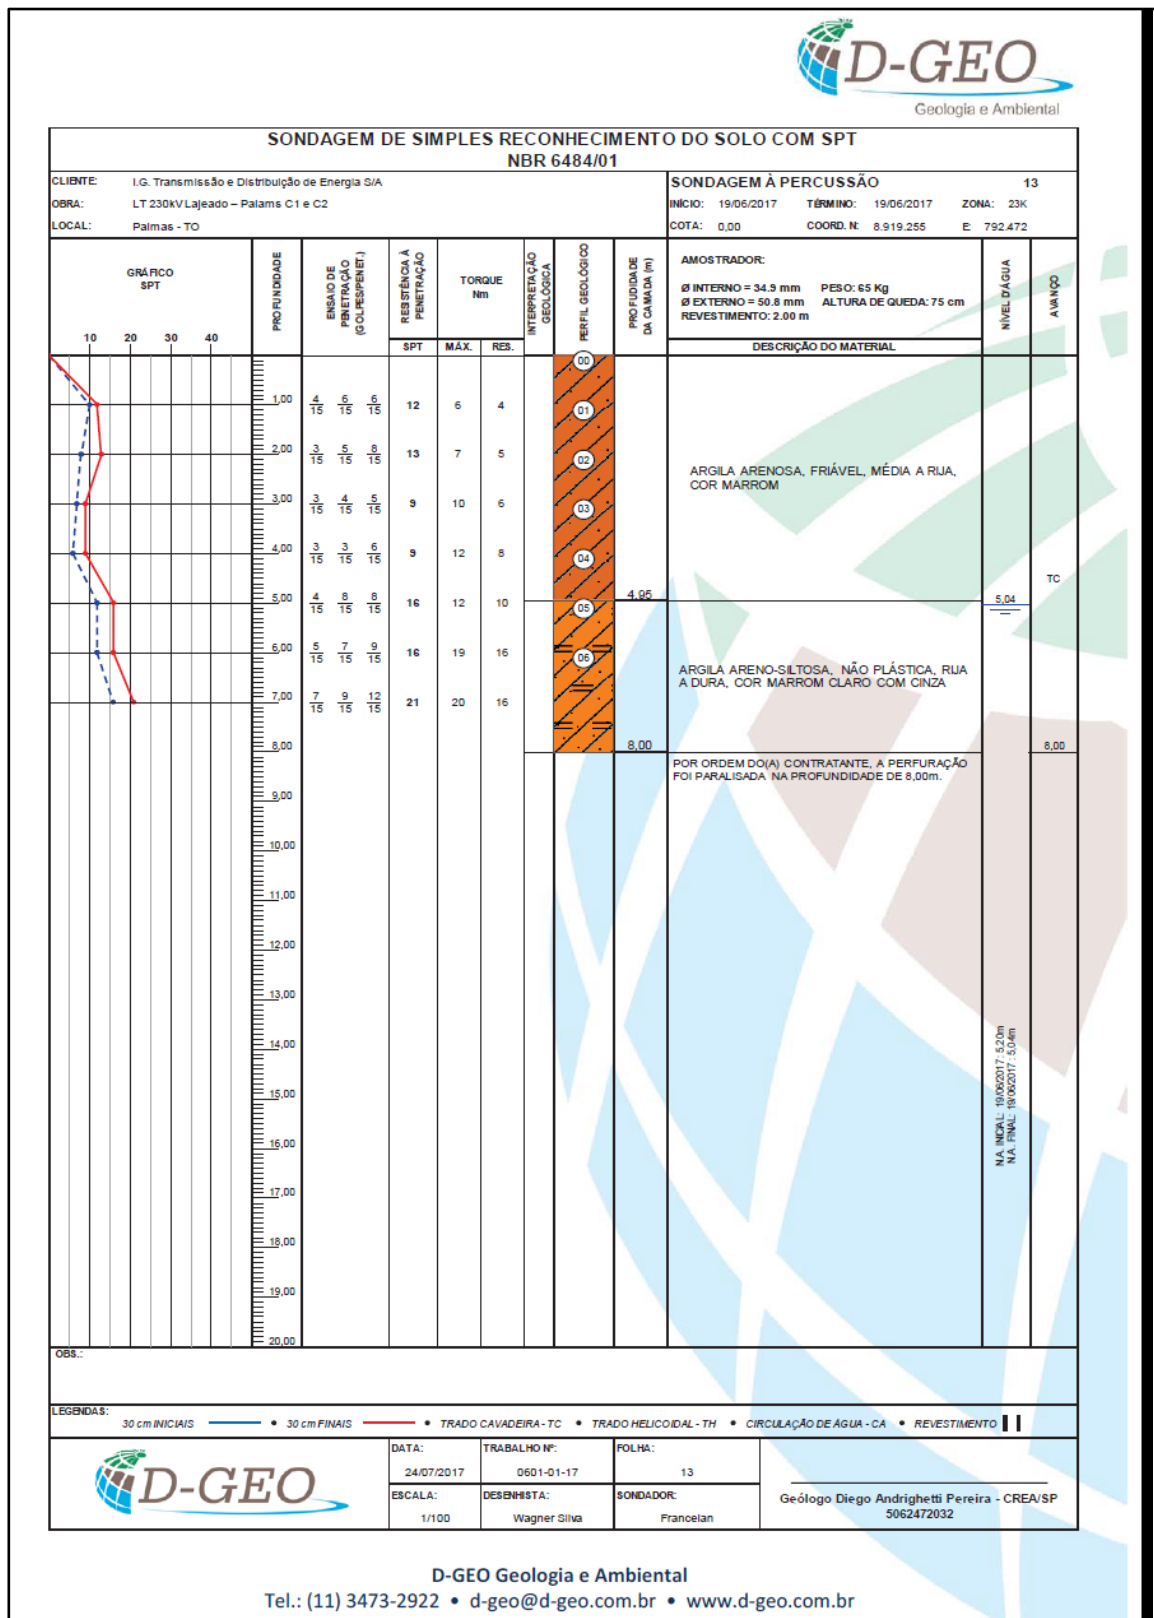 D-GEO
Geologia e Ambiental
SONDAGEM DE SIMPLES RECONHECIMENTO DO SOLO COM SPT
NBR 6484/01
CLIENTE: I.G. Transmissão e Distribuição de Energia S/A
OBRA: LT 230kV Lajeado – Palams C1 e C2
LOCAL: Palmas - TO
SONDAGEM À PERCUSSÃO 13
INÍCIO: 19/06/2017 TÉRMINO: 19/06/2017 ZONA: 23K
COTA: 0,00 COORD. N: 8.919.255 E: 792.472
GRÁFICO
SPT
10 20 30 40
PROFUNDIDADE
ENSAIO DE
PENETRAÇÃO
(GOLPES/PENET.)
RESISTÊNCIA À
PENETRAÇÃO
SPT
TORQUE
Nm
MÁX. RES.
INTERPRETAÇÃO
GEOLÓGICA
PERFIL GEOLÓGICO
PROFUDIDADE
DA CAMADA (m)
AMOSTRADOR:
Ø INTERNO = 34.9 mm PESO: 65 Kg
Ø EXTERNO = 50.8 mm ALTURA DE QUEDA: 75 cm
REVESTIMENTO: 2.00 m
DESCRIÇÃO DO MATERIAL
NÍVEL D'ÁGUA
AVANÇO
00
1,00 4/15 6/15 6/15 12 6 4 01
2,00 3/15 5/15 8/15 13 7 5 02
ARGILA ARENOSA, FRIÁVEL, MÉDIA A RIJA,
COR MARROM
3,00 3/15 4/15 5/15 9 10 6 03
4,00 3/15 3/15 6/15 9 12 8 04
TC
4,95
5,00 4/15 8/15 8/15 16 12 10 05 5,04
6,00 5/15 7/15 9/15 16 19 16 06
ARGILA ARENO-SILTOSA, NÃO PLÁSTICA, RIJA
A DURA, COR MARROM CLARO COM CINZA
7,00 7/15 9/15 12/15 21 20 16
8,00 8,00 8,00
POR ORDEM DO(A) CONTRATANTE, A PERFURAÇÃO
FOI PARALISADA NA PROFUNDIDADE DE 8,00m.
9,00
10,00
11,00
12,00
13,00
14,00
15,00
16,00
17,00
18,00
19,00
20,00
N.A. INICIAL: 19/06/2017: 5,20m
N.A. FINAL: 19/06/2017: 5,04m
OBS.:
LEGENDAS:
30 cm INICIAIS • 30 cm FINAIS • TRADO CAVADEIRA - TC • TRADO HELICOIDAL - TH • CIRCULAÇÃO DE ÁGUA - CA • REVESTIMENTO
D-GEO
DATA: TRABALHO Nº: FOLHA:
24/07/2017 0601-01-17 13
ESCALA: DESENHISTA: SONDADOR:
1/100 Wagner Silva Francelan
Geólogo Diego Andrighetti Pereira - CREA/SP
5062472032
D-GEO Geologia e Ambiental
Tel.: (11) 3473-2922 • d-geo@d-geo.com.br • www.d-geo.com.br